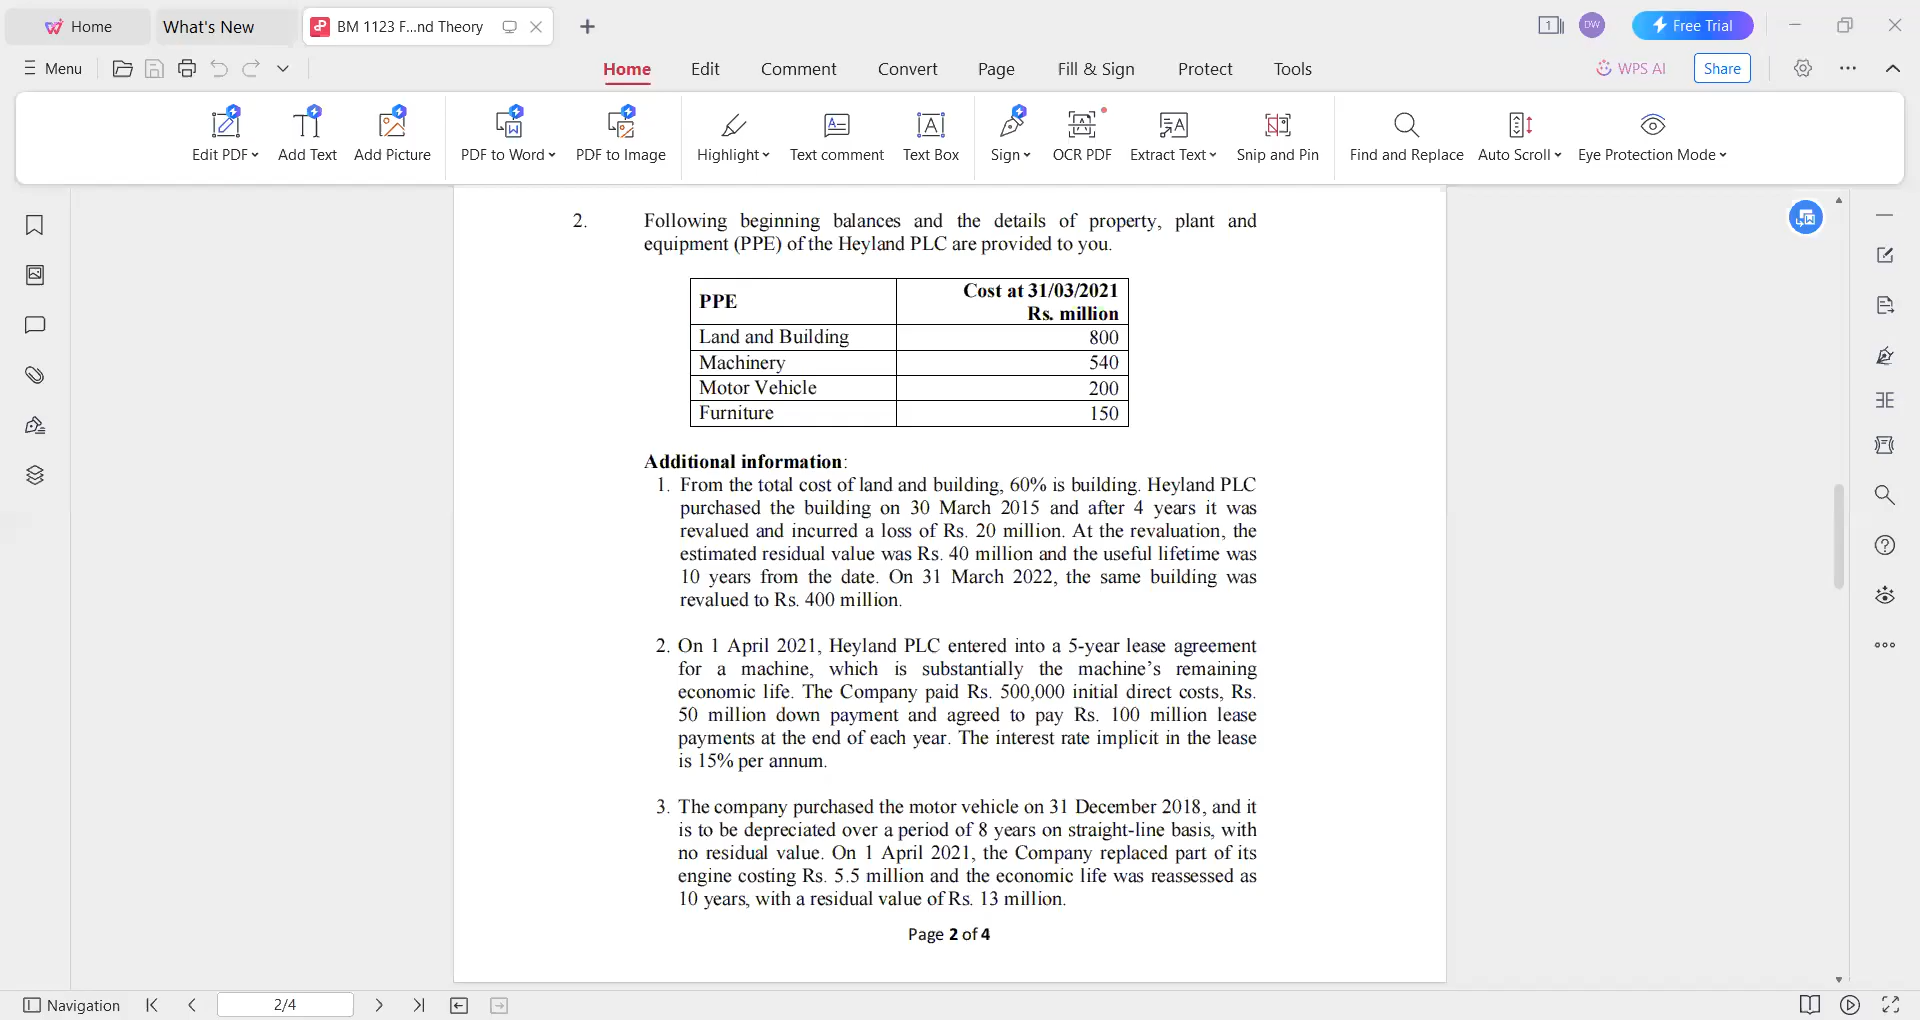 Home
What's New
BM 1123 F...nd Theory
1
DW
Free Trial
Menu
Home
Edit
Comment
Convert
Page
Fill & Sign
Protect
Tools
WPS AI
Share
Edit PDF
Add Text
Add Picture
PDF to Word
PDF to Image
Highlight
Text comment
Text Box
Sign
OCR PDF
Extract Text
Snip and Pin
Find and Replace
Auto Scroll
Eye Protection Mode
2. Following beginning balances and the details of property, plant and
equipment (PPE) of the Heyland PLC are provided to you.
PPE
Cost at 31/03/2021
Rs. million
Land and Building 800
Machinery 540
Motor Vehicle 200
Furniture 150
Additional information:
1. From the total cost of land and building, 60% is building. Heyland PLC
purchased the building on 30 March 2015 and after 4 years it was
revalued and incurred a loss of Rs. 20 million. At the revaluation, the
estimated residual value was Rs. 40 million and the useful lifetime was
10 years from the date. On 31 March 2022, the same building was
revalued to Rs. 400 million.
2. On 1 April 2021, Heyland PLC entered into a 5-year lease agreement
for a machine, which is substantially the machine's remaining
economic life. The Company paid Rs. 500,000 initial direct costs, Rs.
50 million down payment and agreed to pay Rs. 100 million lease
payments at the end of each year. The interest rate implicit in the lease
is 15% per annum.
3. The company purchased the motor vehicle on 31 December 2018, and it
is to be depreciated over a period of 8 years on straight-line basis, with
no residual value. On 1 April 2021, the Company replaced part of its
engine costing Rs. 5.5 million and the economic life was reassessed as
10 years, with a residual value of Rs. 13 million.
Page 2 of 4
Navigation
2/4